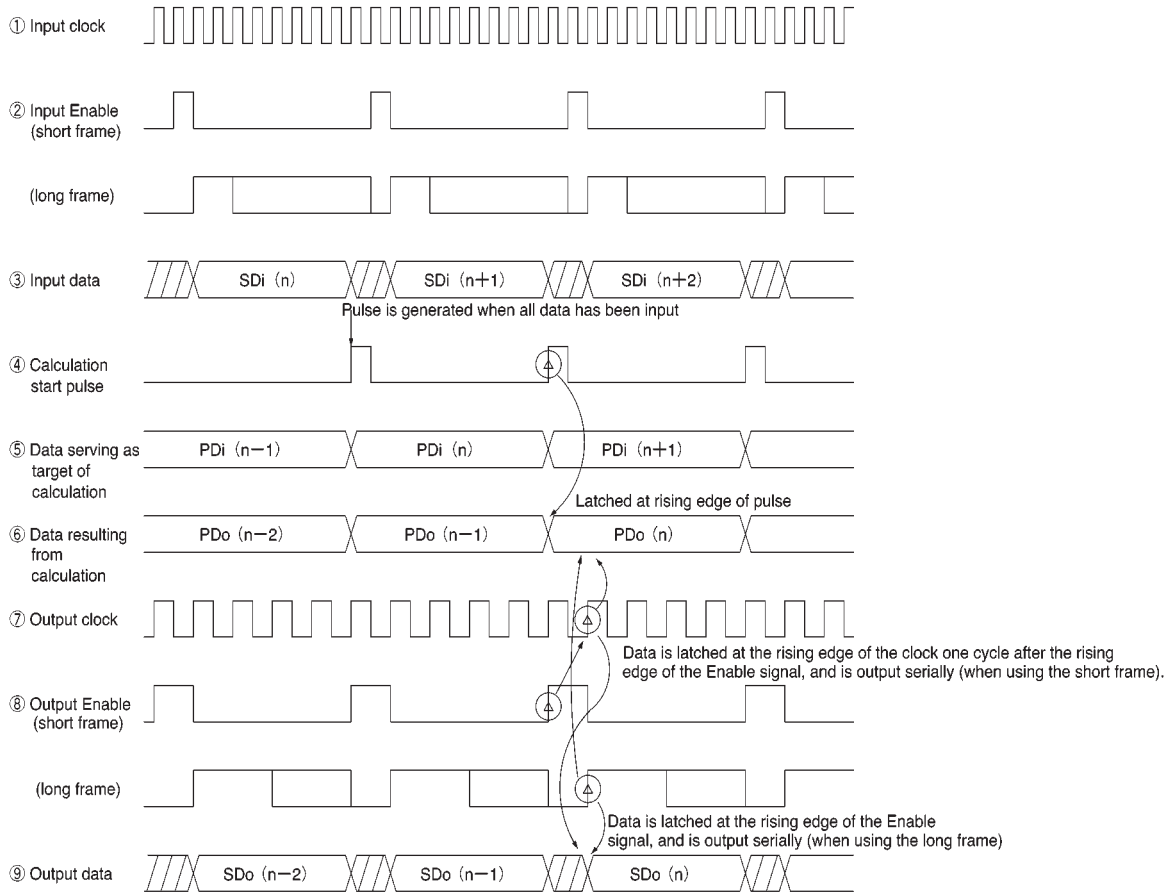 ① Input clock
② Input Enable
(short frame)
(long frame)
③ Input data
SDi (n)
SDi (n+1)
SDi (n+2)
Pulse is generated when all data has been input
④ Calculation
start pulse
⑤ Data serving as
target of
calculation
PDi (n−1)
PDi (n)
PDi (n+1)
Latched at rising edge of pulse
⑥ Data resulting
from
calculation
PDo (n−2)
PDo (n−1)
PDo (n)
⑦ Output clock
Data is latched at the rising edge of the clock one cycle after the rising
edge of the Enable signal, and is output serially (when using the short frame).
⑧ Output Enable
(short frame)
(long frame)
Data is latched at the rising edge of the Enable
signal, and is output serially (when using the long frame)
⑨ Output data
SDo (n−2)
SDo (n−1)
SDo (n)